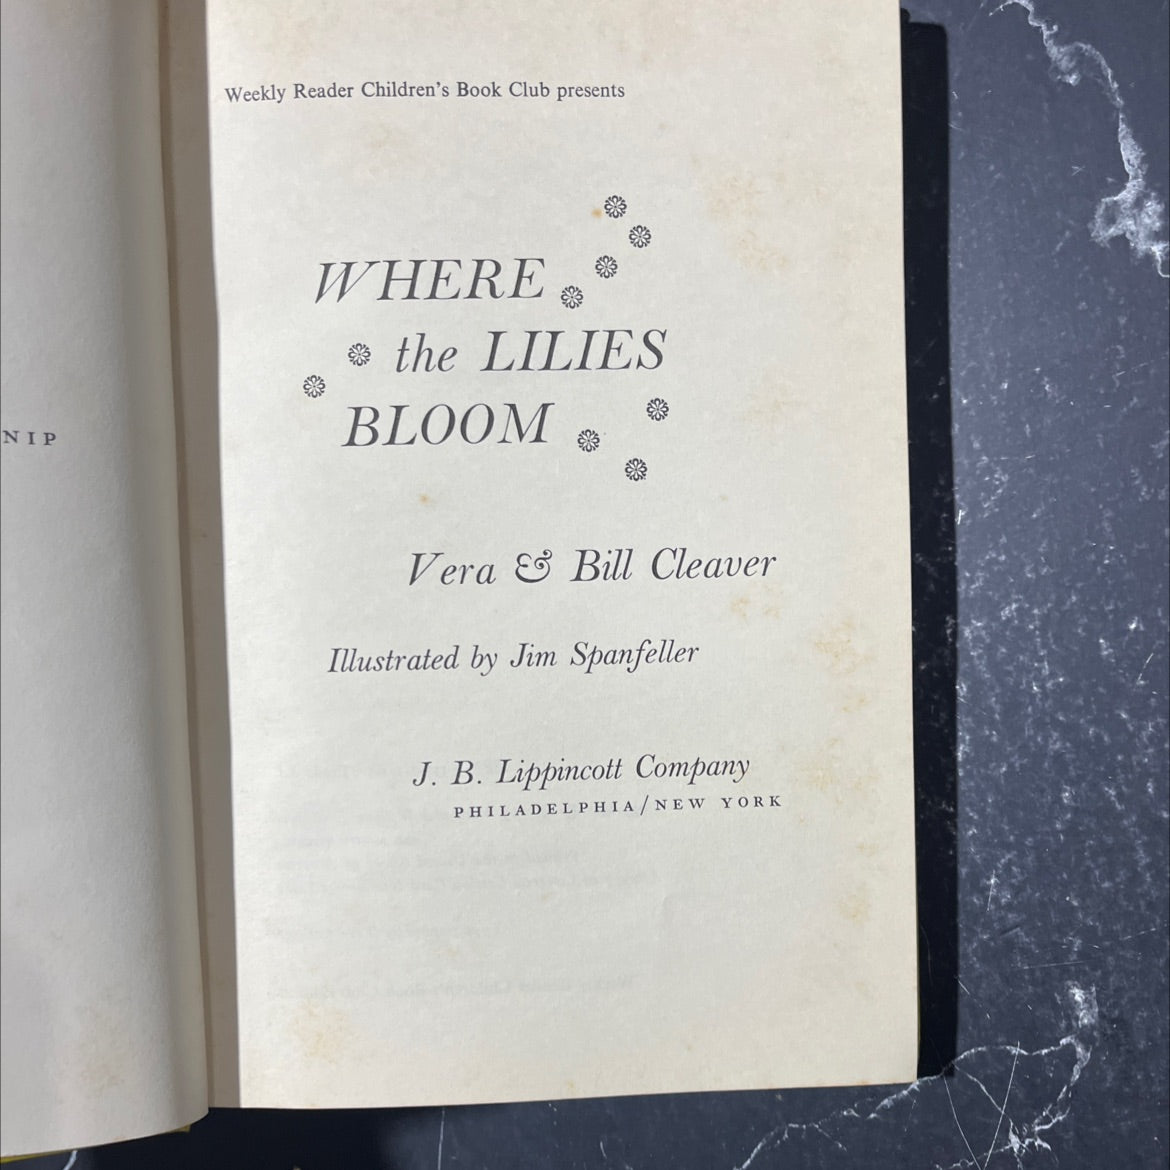 Weekly Reader Children's Book Club presents
WHERE
the LILIES
BLOOM
Vera & Bill Cleaver
Illustrated by Jim Spanfeller
J. B. Lippincott Company
PHILADELPHIA/NEW YORK
NIP